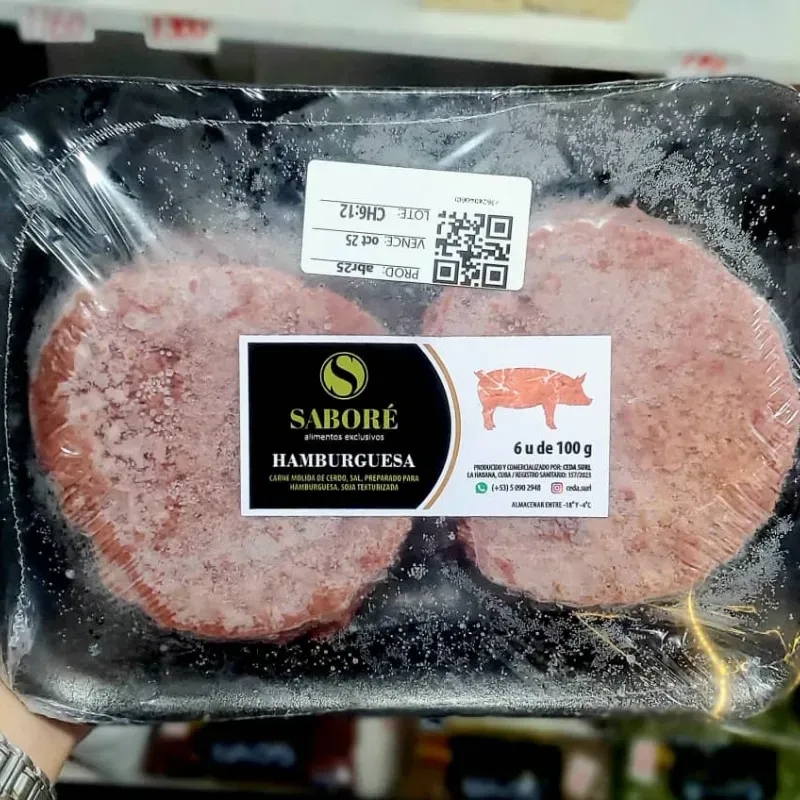 PROD: abr25
VENCE: oct 25
LOTE: CH6:12
SABORÉ
alimentos exclusivos
HAMBURGUESA
CARNE MOLIDA DE CERDO, SAL, PREPARADO PARA
HAMBURGUESA, SOJA TEXTURIZADA
6 u de 100 g
PRODUCIDO Y COMERCIALIZADO POR: CEDA SURL
LA HABANA, CUBA / REGISTRO SANITARIO: 157/2023
(+53) 5 090 2948 ceda.surl
ALMACENAR ENTRE -18° Y -4°C